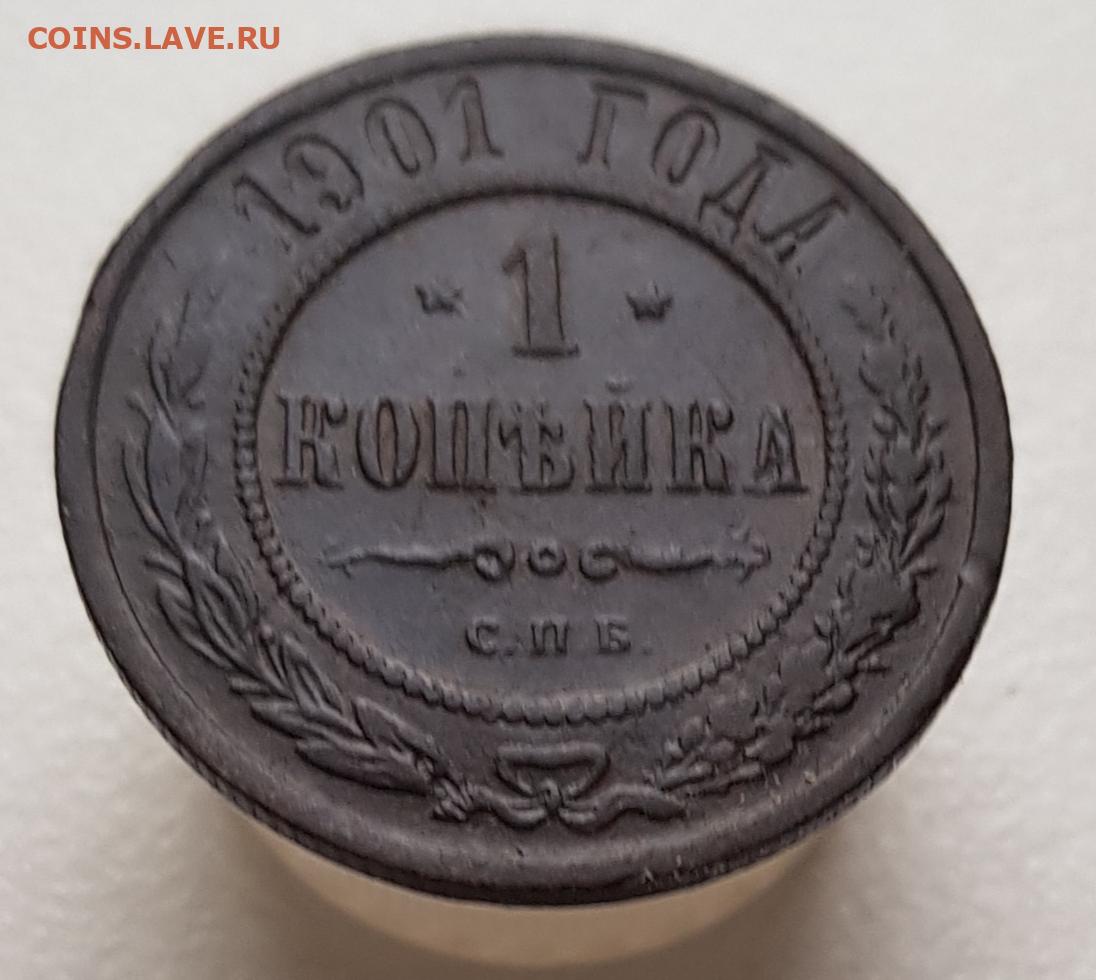 COINS.LAVE.RU
1901 ГОДА
1
КОПѢЙКА
С.П.Б.